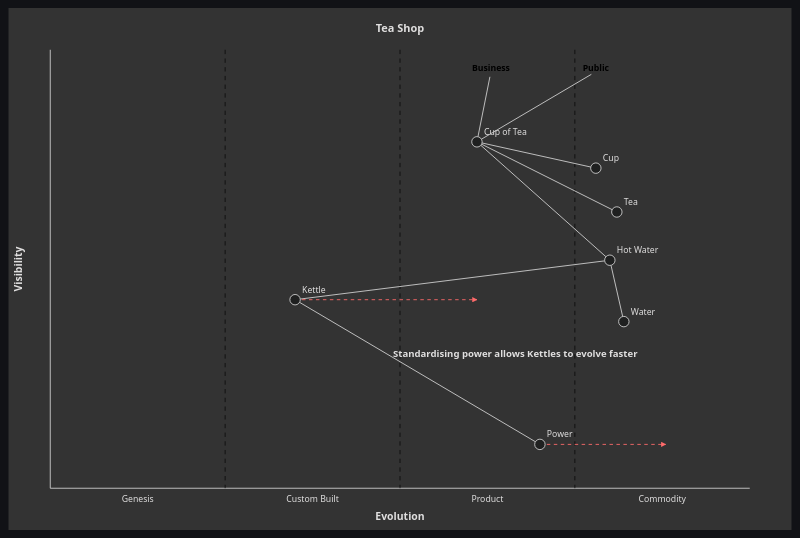 Tea Shop
Business
Public
Cup of Tea
Cup
Tea
Hot Water
Visibility
Kettle
Water
Standardising power allows Kettles to evolve faster
Power
Genesis
Custom Built
Product
Commodity
Evolution